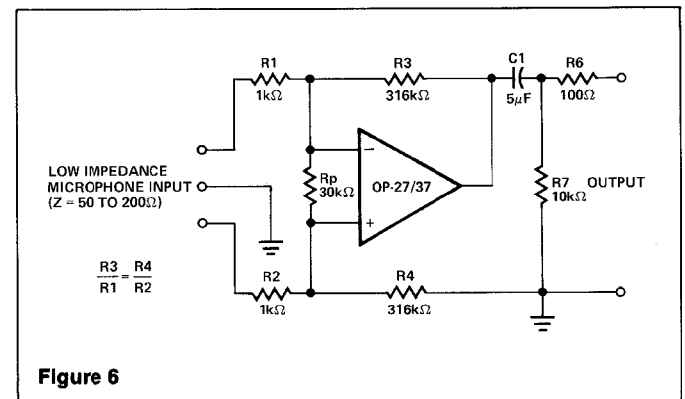 R1
1kΩ
R3
316kΩ
C1
5μF
R6
100Ω
LOW IMPEDANCE
MICROPHONE INPUT
(Z = 50 TO 200Ω)
Rp
30kΩ
−
+
OP-27/37
R7
10kΩ
OUTPUT
R3/R1 = R4/R2
R2
1kΩ
R4
316kΩ
Figure 6